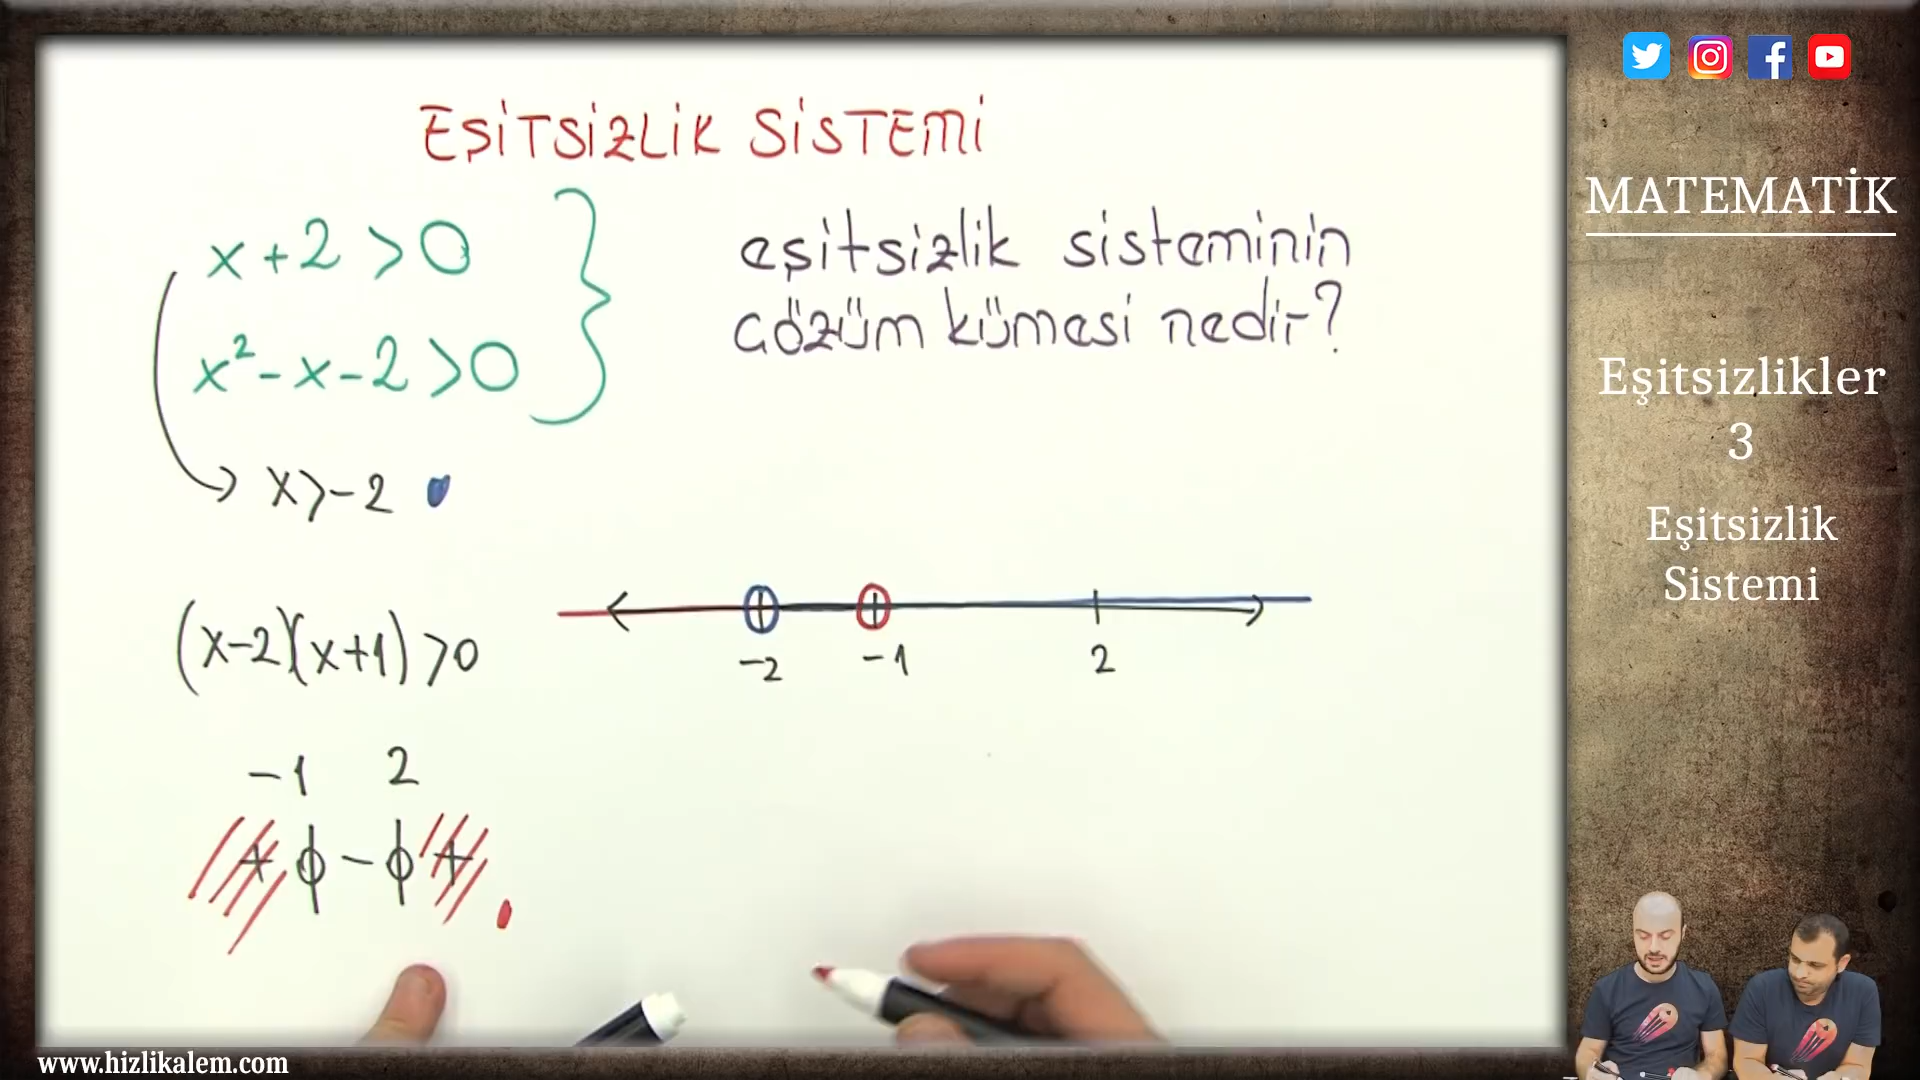 EŞİTSİZLİK SİSTEMİ
x+2>0
x²-x-2>0
eşitsizlik sisteminin
çözüm kümesi nedir?
x>-2
(x-2)(x+1)>0
-2 -1 2
-1 2
+ - +
MATEMATİK
Eşitsizlikler
3
Eşitsizlik
Sistemi
www.hizlikalem.com